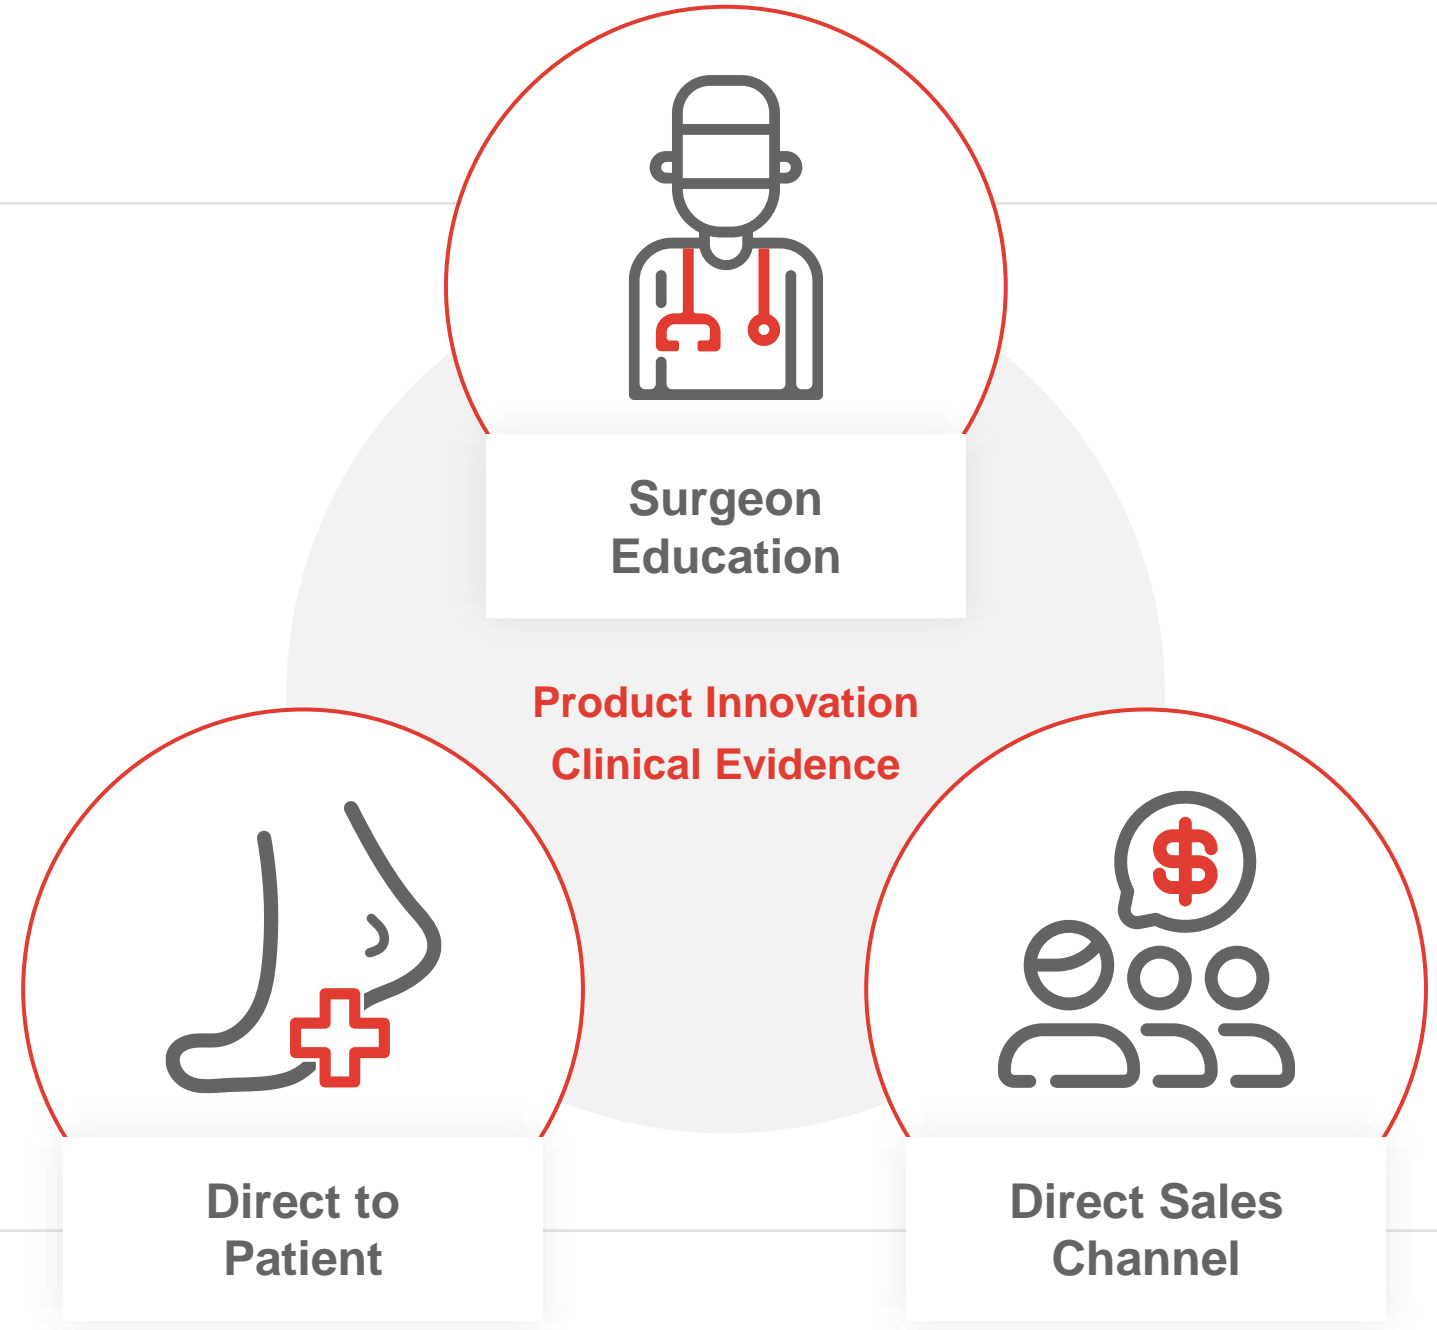 Surgeon
Education
Product Innovation
Clinical Evidence
$
Direct to
Patient
Direct Sales
Channel